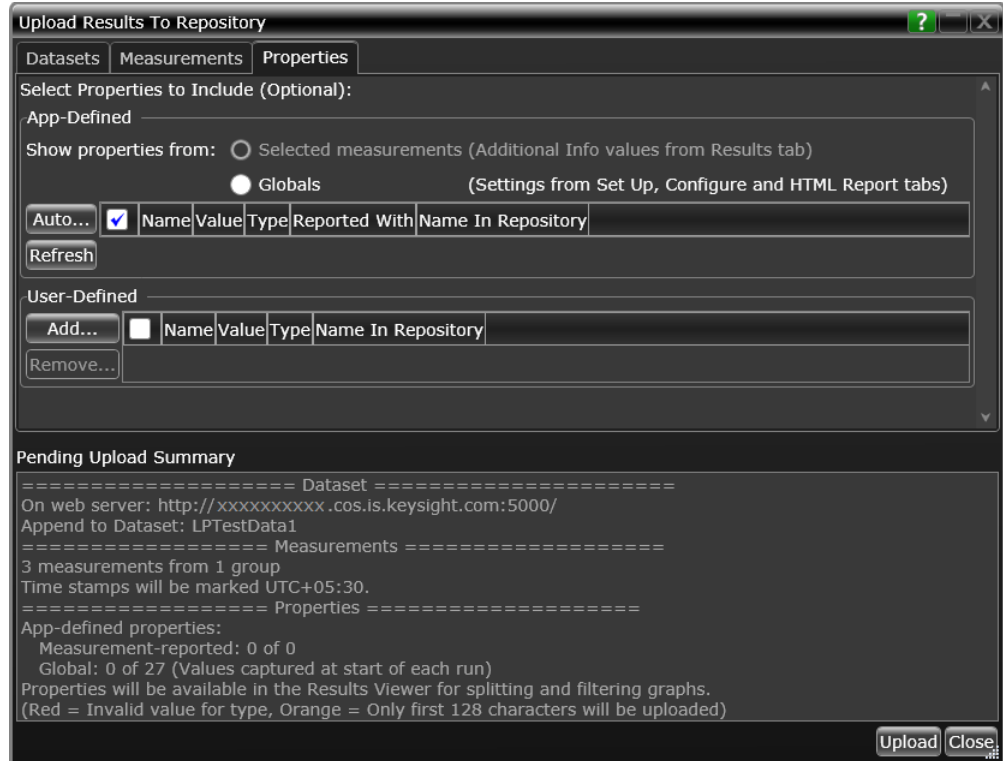 Upload Results To Repository
?
X
Datasets Measurements Properties
Select Properties to Include (Optional):
App-Defined
Show properties from: Selected measurements (Additional Info values from Results tab)
Globals (Settings from Set Up, Configure and HTML Report tabs)
Auto... Name Value Type Reported With Name In Repository
Refresh
User-Defined
Add... Name Value Type Name In Repository
Remove...
Pending Upload Summary
===================== Dataset =======================
On web server: http://xxxxxxxxxx.cos.is.keysight.com:5000/
Append to Dataset: LPTestData1
=================== Measurements ====================
3 measurements from 1 group
Time stamps will be marked UTC+05:30.
=================== Properties =====================
App-defined properties:
Measurement-reported: 0 of 0
Global: 0 of 27 (Values captured at start of each run)
Properties will be available in the Results Viewer for splitting and filtering graphs.
(Red = Invalid value for type, Orange = Only first 128 characters will be uploaded)
Upload Close